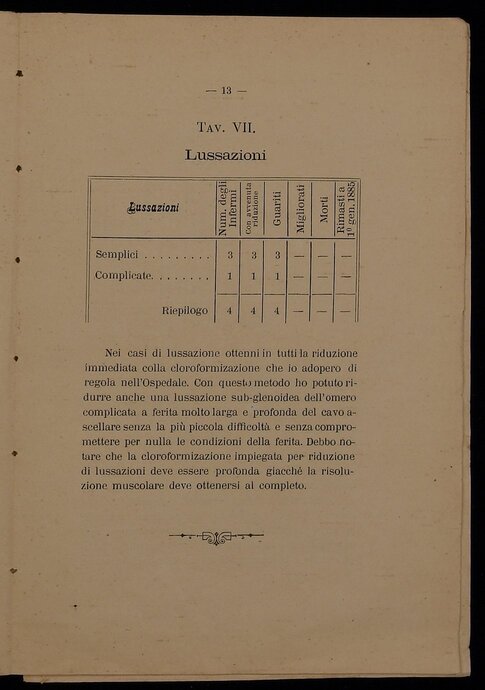 — 13 —
TAV. VII.
Lussazioni
Lussazioni
Num. degli
Infermi
Con avvenuta
riduzione
Guariti
Migliorati
Morti
Rimasti a
1º gen. 1885
Semplici . . . . . . . . . 3 3 3 — — —
Complicate. . . . . . . . 1 1 1 — — —
Riepilogo 4 4 4 — — —
Nei casi di lussazione ottenni in tutti la riduzione
immediata colla cloroformizazione che io adopero di
regola nell'Ospedale. Con questo metodo ho potuto ri-
durre anche una lussazione sub-glenoidea dell'omero
complicata a ferita molto larga e profonda del cavo a-
scellare senza la più piccola difficoltà e senza compro-
mettere per nulla le condizioni della ferita. Debbo no-
tare che la cloroformizazione impiegata per riduzione
di lussazioni deve essere profonda giacché la risolu-
zione muscolare deve ottenersi al completo.